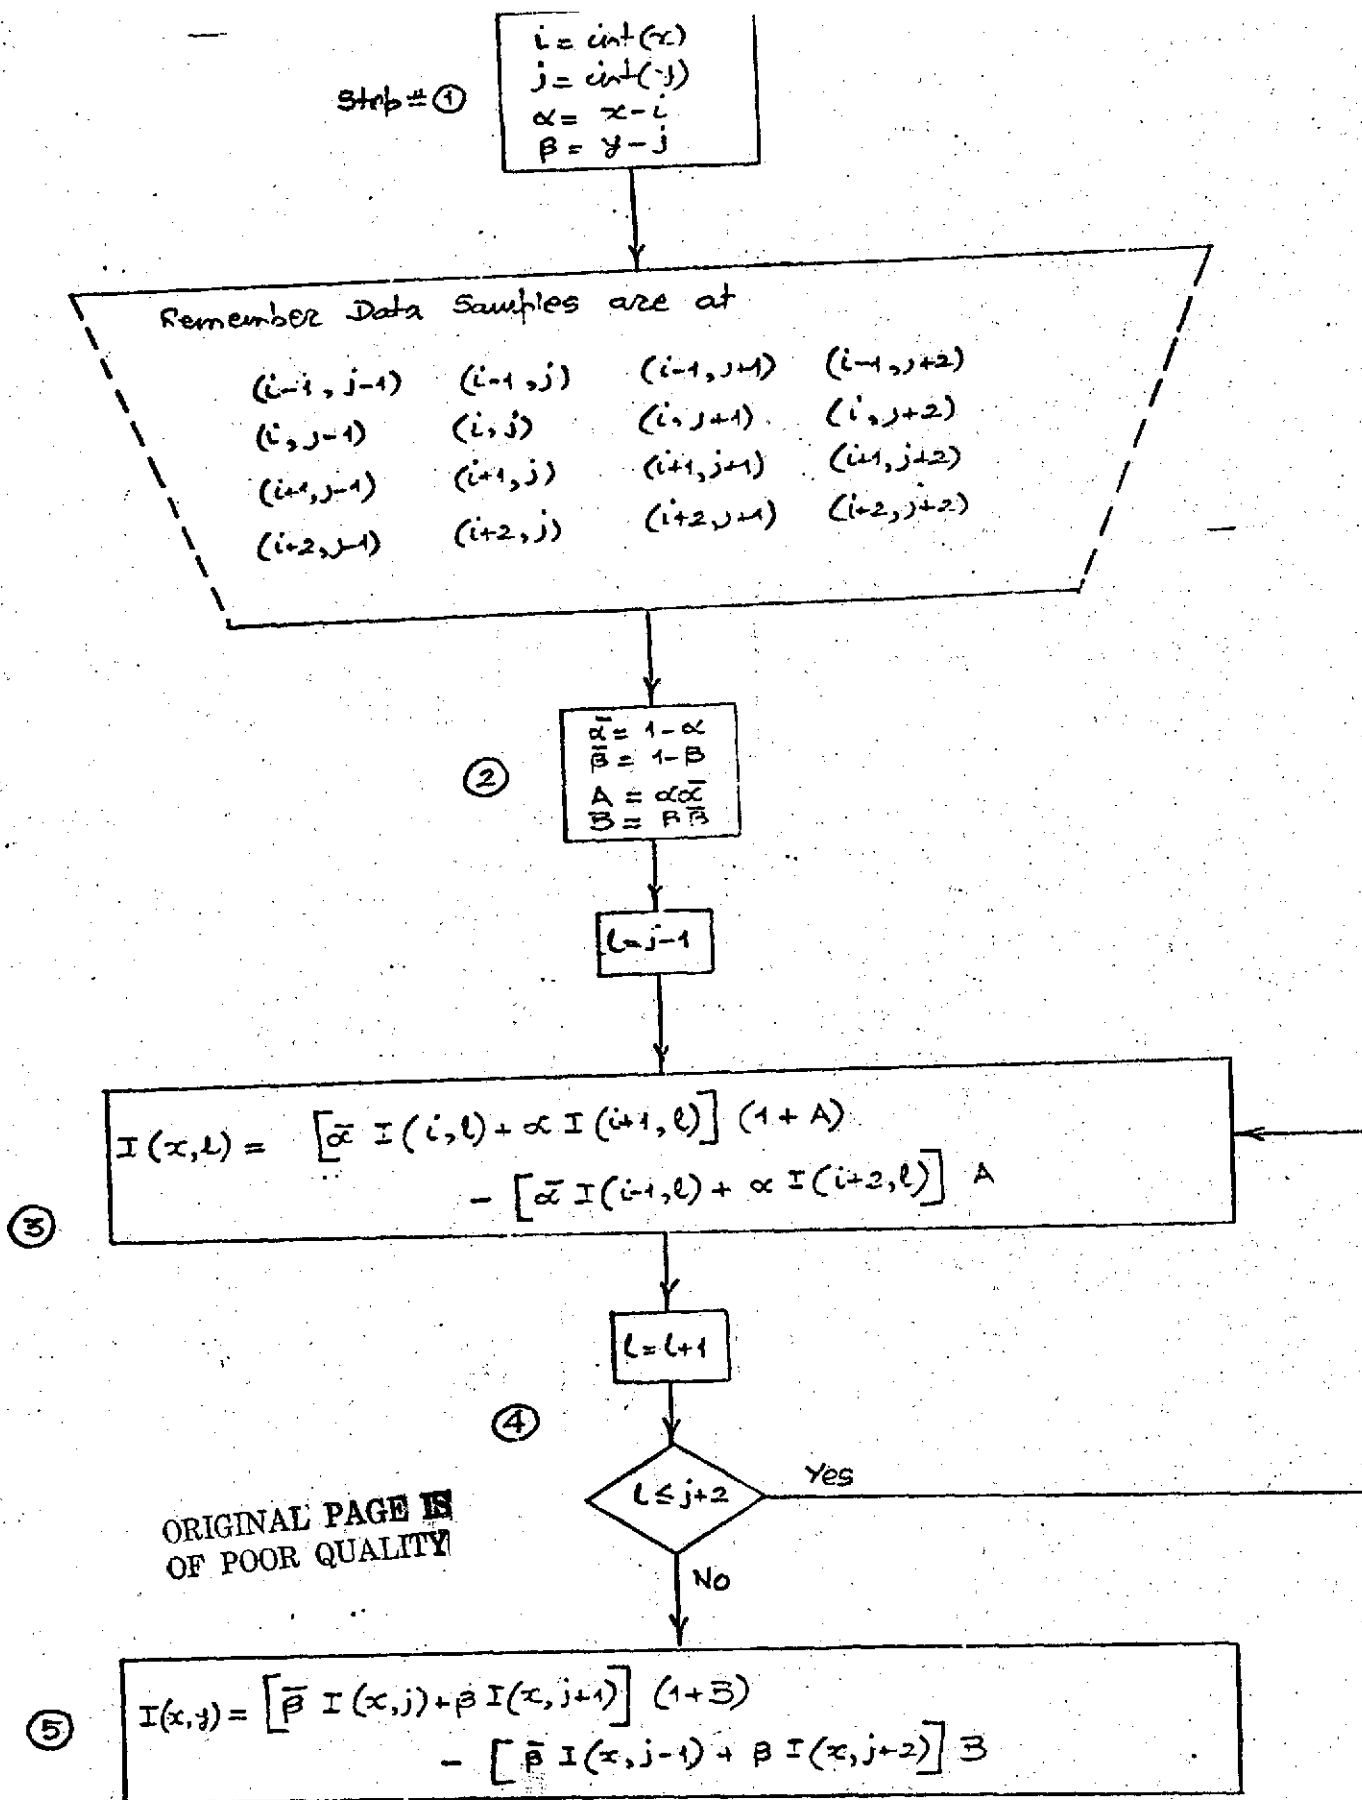 i = int(x)
j = int(y)
Step # ①
α = x-i
β = y-j
Remember Data Samples are at
(i-1, j-1) (i-1, j) (i-1, j+1) (i-1, j+2)
(i, j-1) (i, j) (i, j+1) (i, j+2)
(i+1, j-1) (i+1, j) (i+1, j+1) (i+1, j+2)
(i+2, j-1) (i+2, j) (i+2, j+1) (i+2, j+2)
②
ᾱ = 1-α
β̄ = 1-β
A = αᾱ
B = ββ̄
l=j-1
③
I(x,l) = [ᾱ I(i,l) + α I(i+1,l)] (1+A)
- [ᾱ I(i-1,l) + α I(i+2,l)] A
l=l+1
④
l≤j+2
Yes
ORIGINAL PAGE IS
OF POOR QUALITY
No
⑤
I(x,y) = [β̄ I(x,j) + β I(x,j+1)] (1+B)
- [β̄ I(x,j-1) + β I(x,j+2)] B